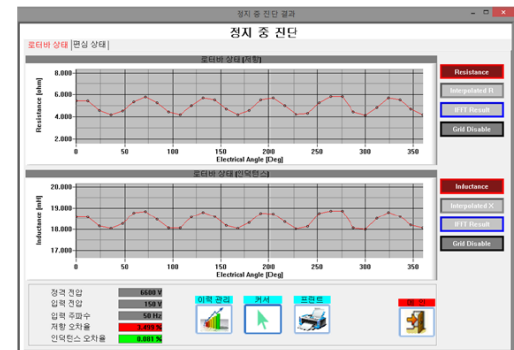 정지 중 진단 결과
정지 중 진단
로터바 상태 편심 상태
로터바 상태 [저항]
Resistance [ohm]
8.000
6.000
4.000
2.000
0 50 100 150 200 250 300 350
Electrical Angle [Deg]
Resistance
Interpolated R
IFFT Result
Grid Disable
로터바 상태 [인덕턴스]
Inductance [mH]
20.000
19.000
18.000
17.000
0 50 100 150 200 250 300 350
Electrical Angle [Deg]
Inductance
Interpolated X
IFFT Result
Grid Disable
정격 전압 6600 V
입력 전압 150 V
입력 주파수 50 Hz
저항 오차율
인덕턴스 오차율 0.801 %
이력 관리
커서
프린트
메 인